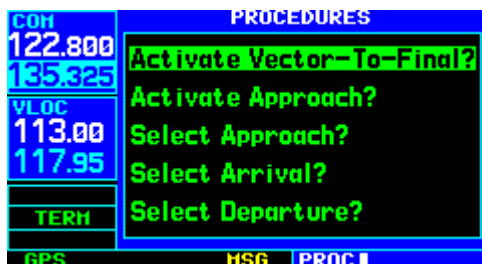 COM
122.800
135.325
VLOC
113.00
117.95
TERM
GPS
PROCEDURES
Activate Vector-To-Final?
Activate Approach?
Select Approach?
Select Arrival?
Select Departure?
MSG PROC